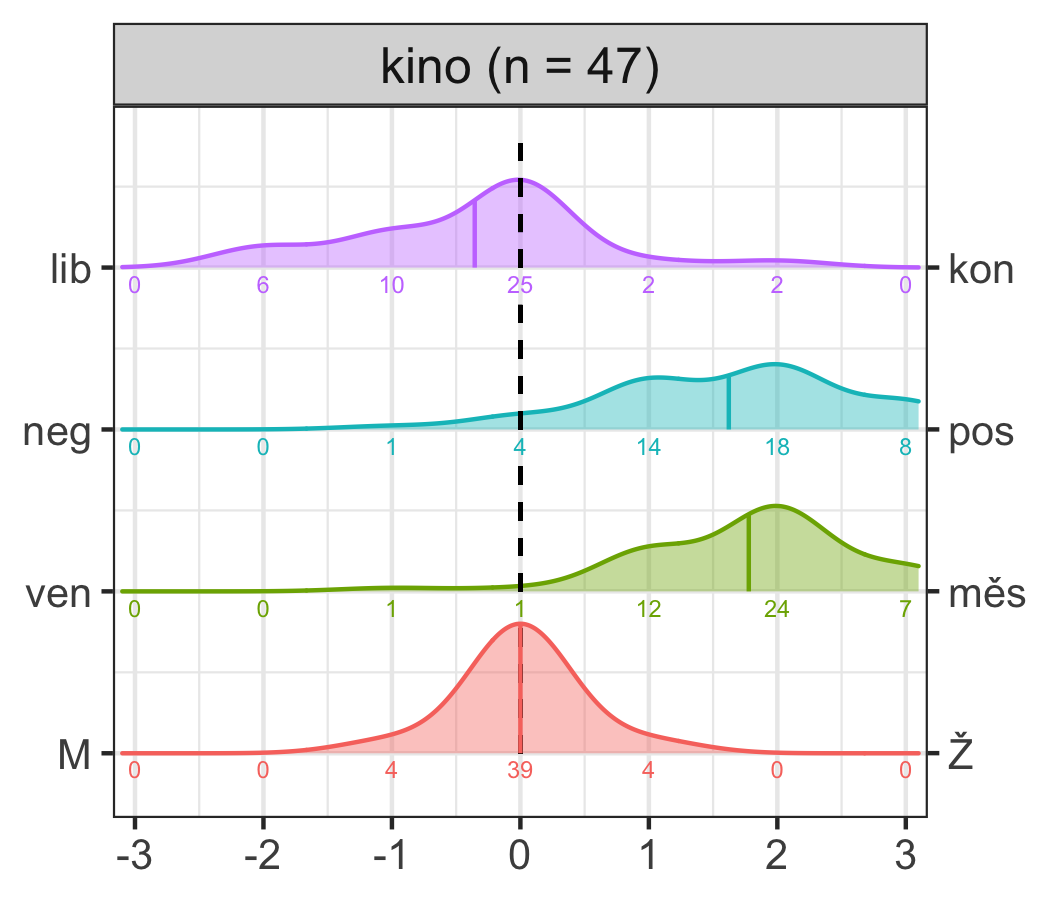 kino (n = 47)
lib kon
0 6 10 25 2 2 0
neg pos
0 0 1 4 14 18 8
ven měs
0 0 1 1 12 24 7
M Ž
0 0 4 39 4 0 0
-3 -2 -1 0 1 2 3